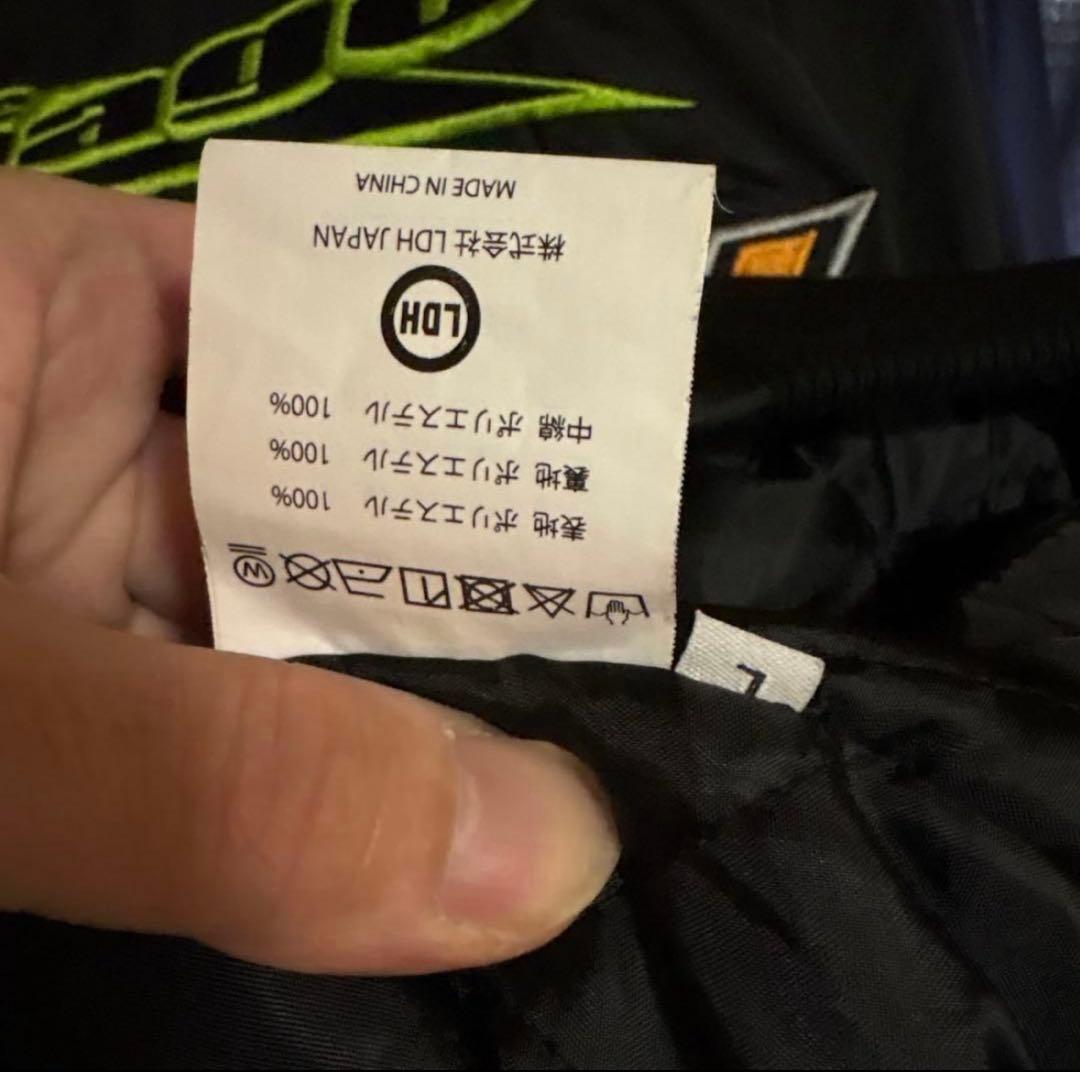 表地 ポリエステル 100%
裏地 ポリエステル 100%
中綿 ポリエステル 100%
LDH
株式会社 LDH JAPAN
MADE IN CHINA
W
L